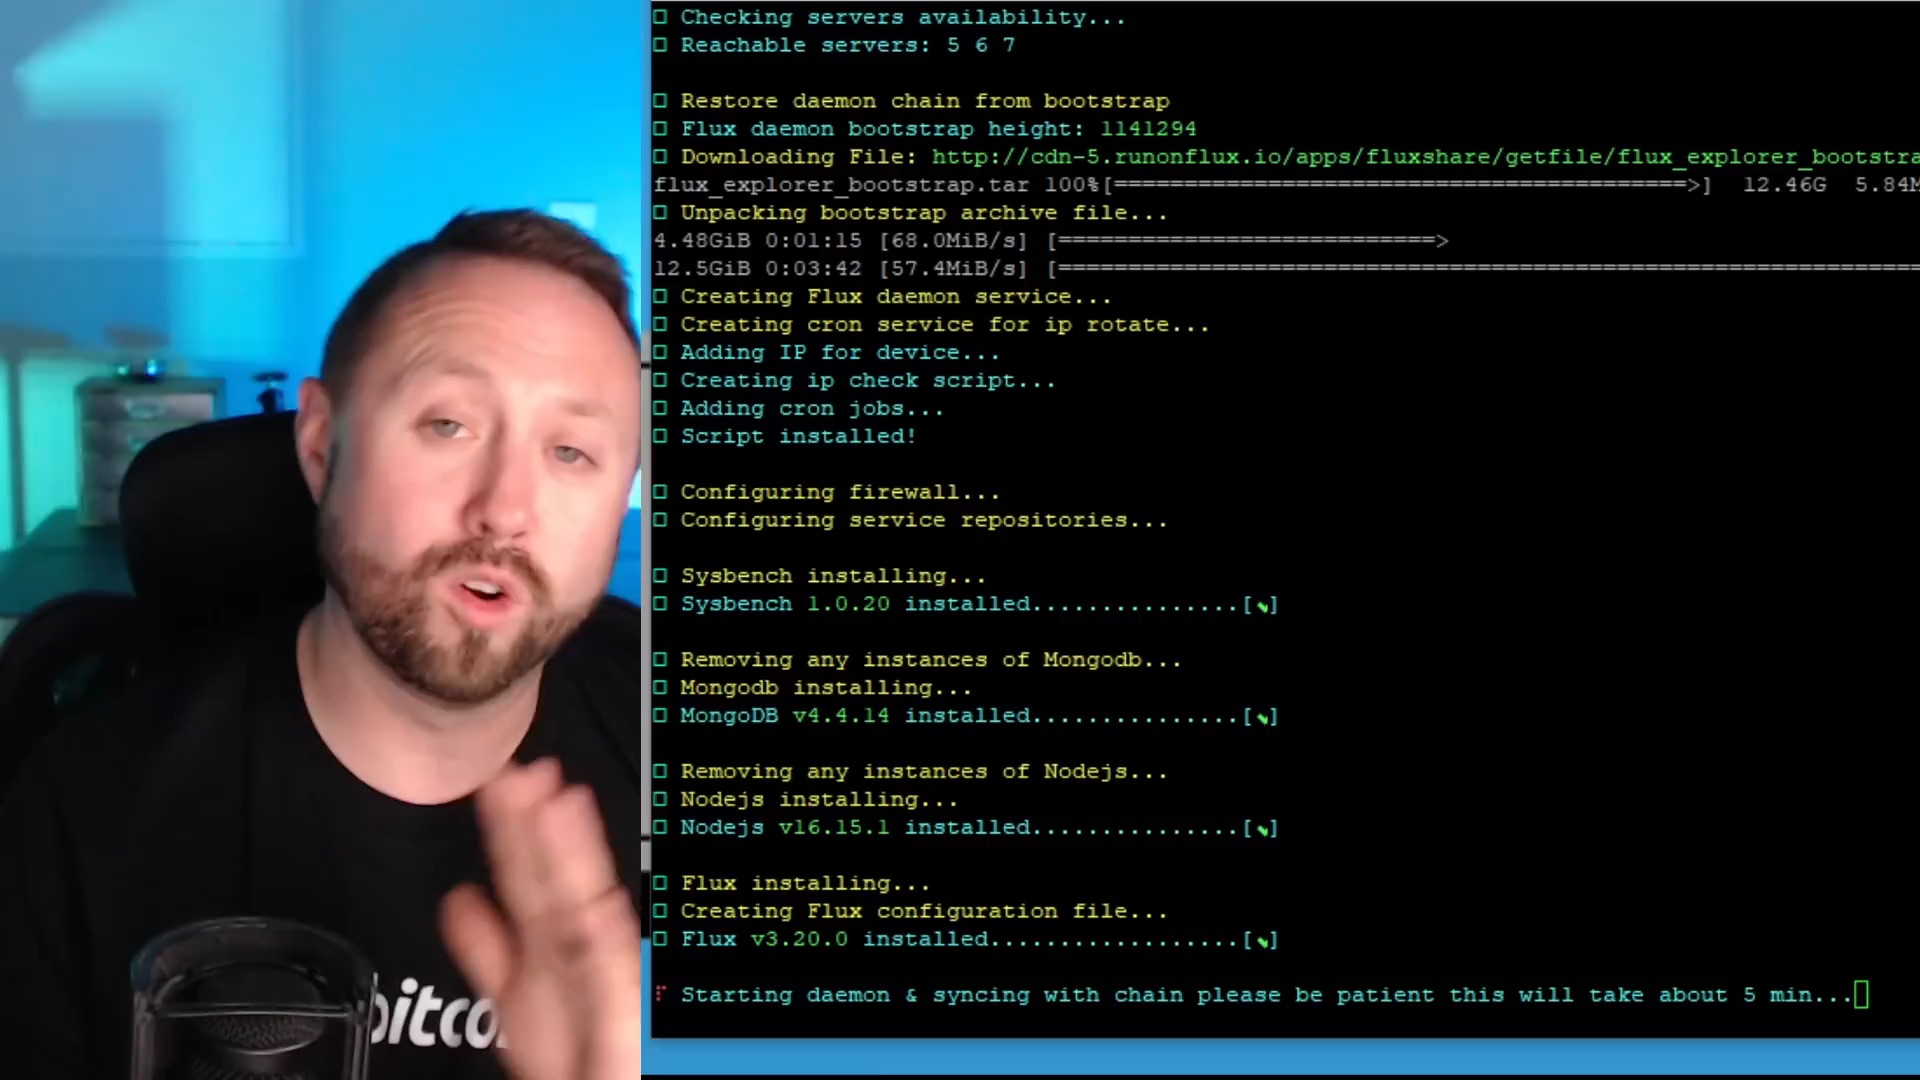 Checking servers availability...
Reachable servers: 5 6 7
Restore daemon chain from bootstrap
Flux daemon bootstrap height: 1141294
Downloading File: http://cdn-5.runonflux.io/apps/fluxshare/getfile/flux_explorer_bootstra
flux_explorer_bootstrap.tar 100%[=========================================>] 12.46G 5.84M
Unpacking bootstrap archive file...
4.48GiB 0:01:15 [68.0MiB/s] [===========================>
12.5GiB 0:03:42 [57.4MiB/s] [==============================================================
Creating Flux daemon service...
Creating cron service for ip rotate...
Adding IP for device...
Creating ip check script...
Adding cron jobs...
Script installed!
Configuring firewall...
Configuring service repositories...
Sysbench installing...
Sysbench 1.0.20 installed...............[✔]
Removing any instances of Mongodb...
Mongodb installing...
MongoDB v4.4.14 installed...............[✔]
Removing any instances of Nodejs...
Nodejs installing...
Nodejs v16.15.1 installed...............[✔]
Flux installing...
Creating Flux configuration file...
Flux v3.20.0 installed..................[✔]
Starting daemon & syncing with chain please be patient this will take about 5 min...
bitco